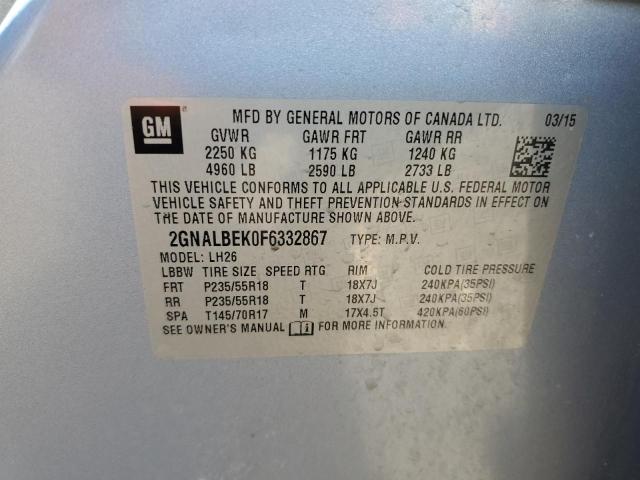 GM ®
MFD BY GENERAL MOTORS OF CANADA LTD. 03/15
GVWR GAWR FRT GAWR RR
2250 KG 1175 KG 1240 KG
4960 LB 2590 LB 2733 LB
THIS VEHICLE CONFORMS TO ALL APPLICABLE U.S. FEDERAL MOTOR
VEHICLE SAFETY AND THEFT PREVENTION STANDARDS IN EFFECT ON
THE DATE OF MANUFACTURE SHOWN ABOVE.
2GNALBEK0F6332867 TYPE: M.P.V.
MODEL: LH26
LBBW TIRE SIZE SPEED RTG RIM COLD TIRE PRESSURE
FRT P235/55R18 T 18X7J 240KPA(35PSI)
RR P235/55R18 T 18X7J 240KPA(35PSI)
SPA T145/70R17 M 17X4.5T 420KPA(60PSI)
SEE OWNER'S MANUAL FOR MORE INFORMATION.